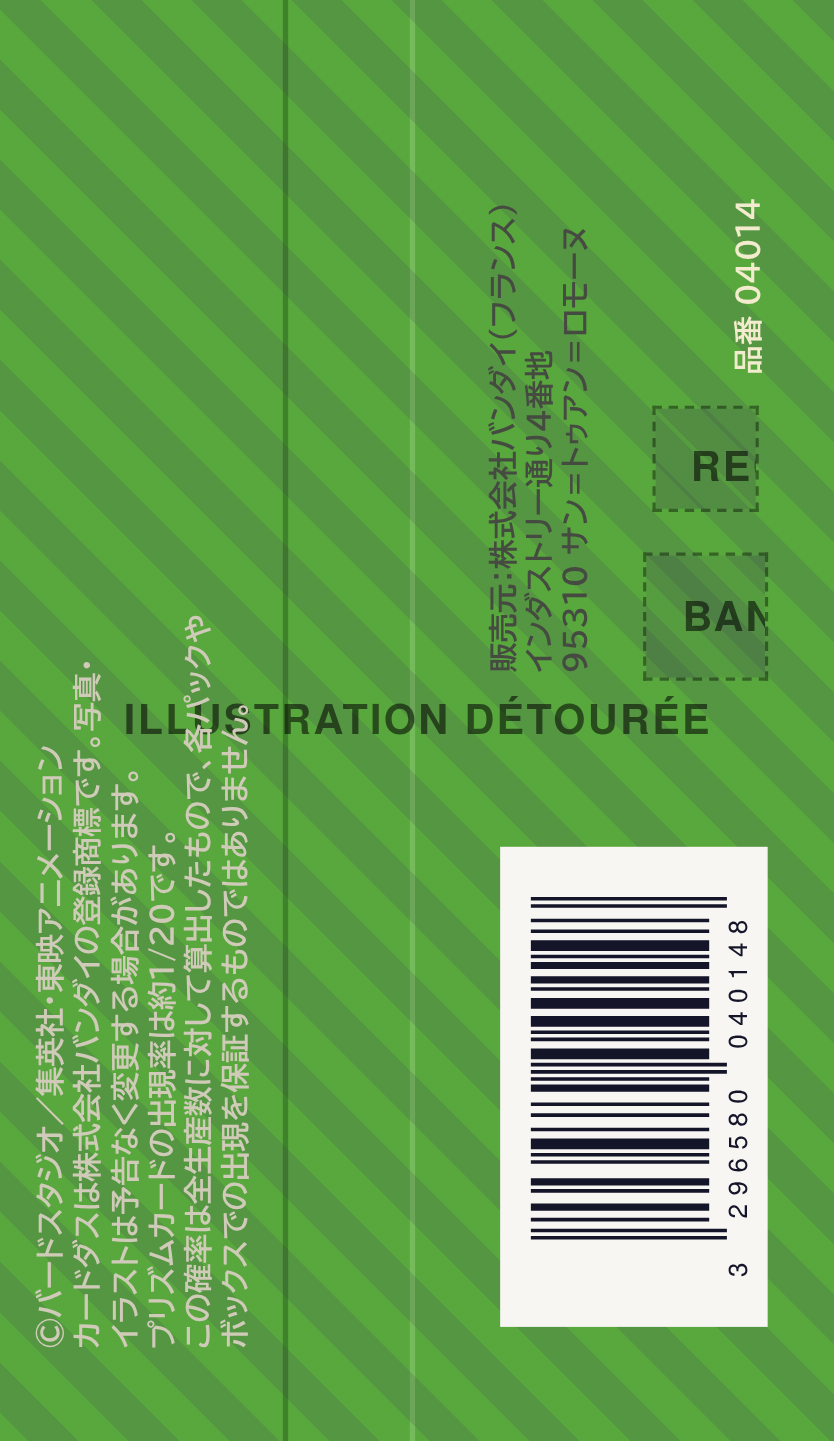 ©バードスタジオ／集英社・東映アニメーション
カードダスは株式会社バンダイの登録商標です。写真・
イラストは予告なく変更する場合があります。
プリズムカードの出現率は約1/20です。
この確率は全生産数に対して算出したもので、各パックや
ボックスでの出現を保証するものではありません。
ILLUSTRATION DÉTOURÉE
販売元：株式会社バンダイ（フランス）
インダストリー通り4番地
95310 サン＝トゥアン＝ロモーヌ
品番 04014
RE
BAN
3 296580 040148